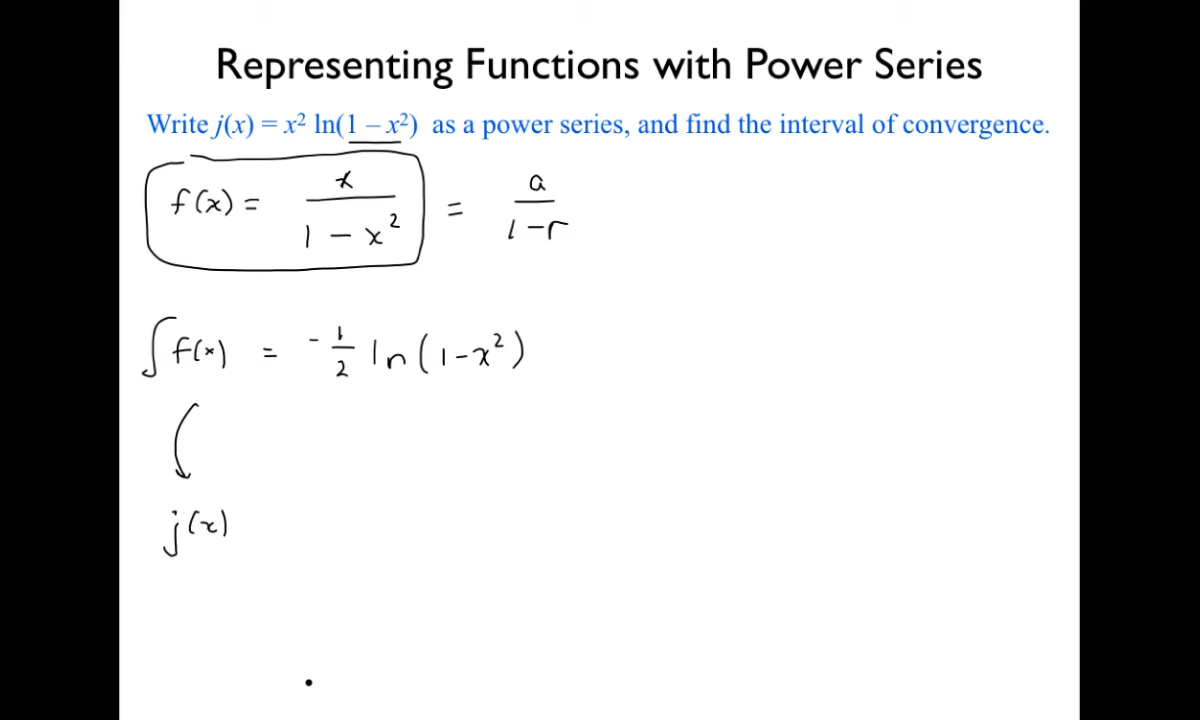 Representing Functions with Power Series
Write j(x) = x² ln(1 – x²) as a power series, and find the interval of convergence.
f(x) = x / (1 – x²) = a / (1 – r)
∫ f(x) = -1/2 ln(1 - x²)
j(x)